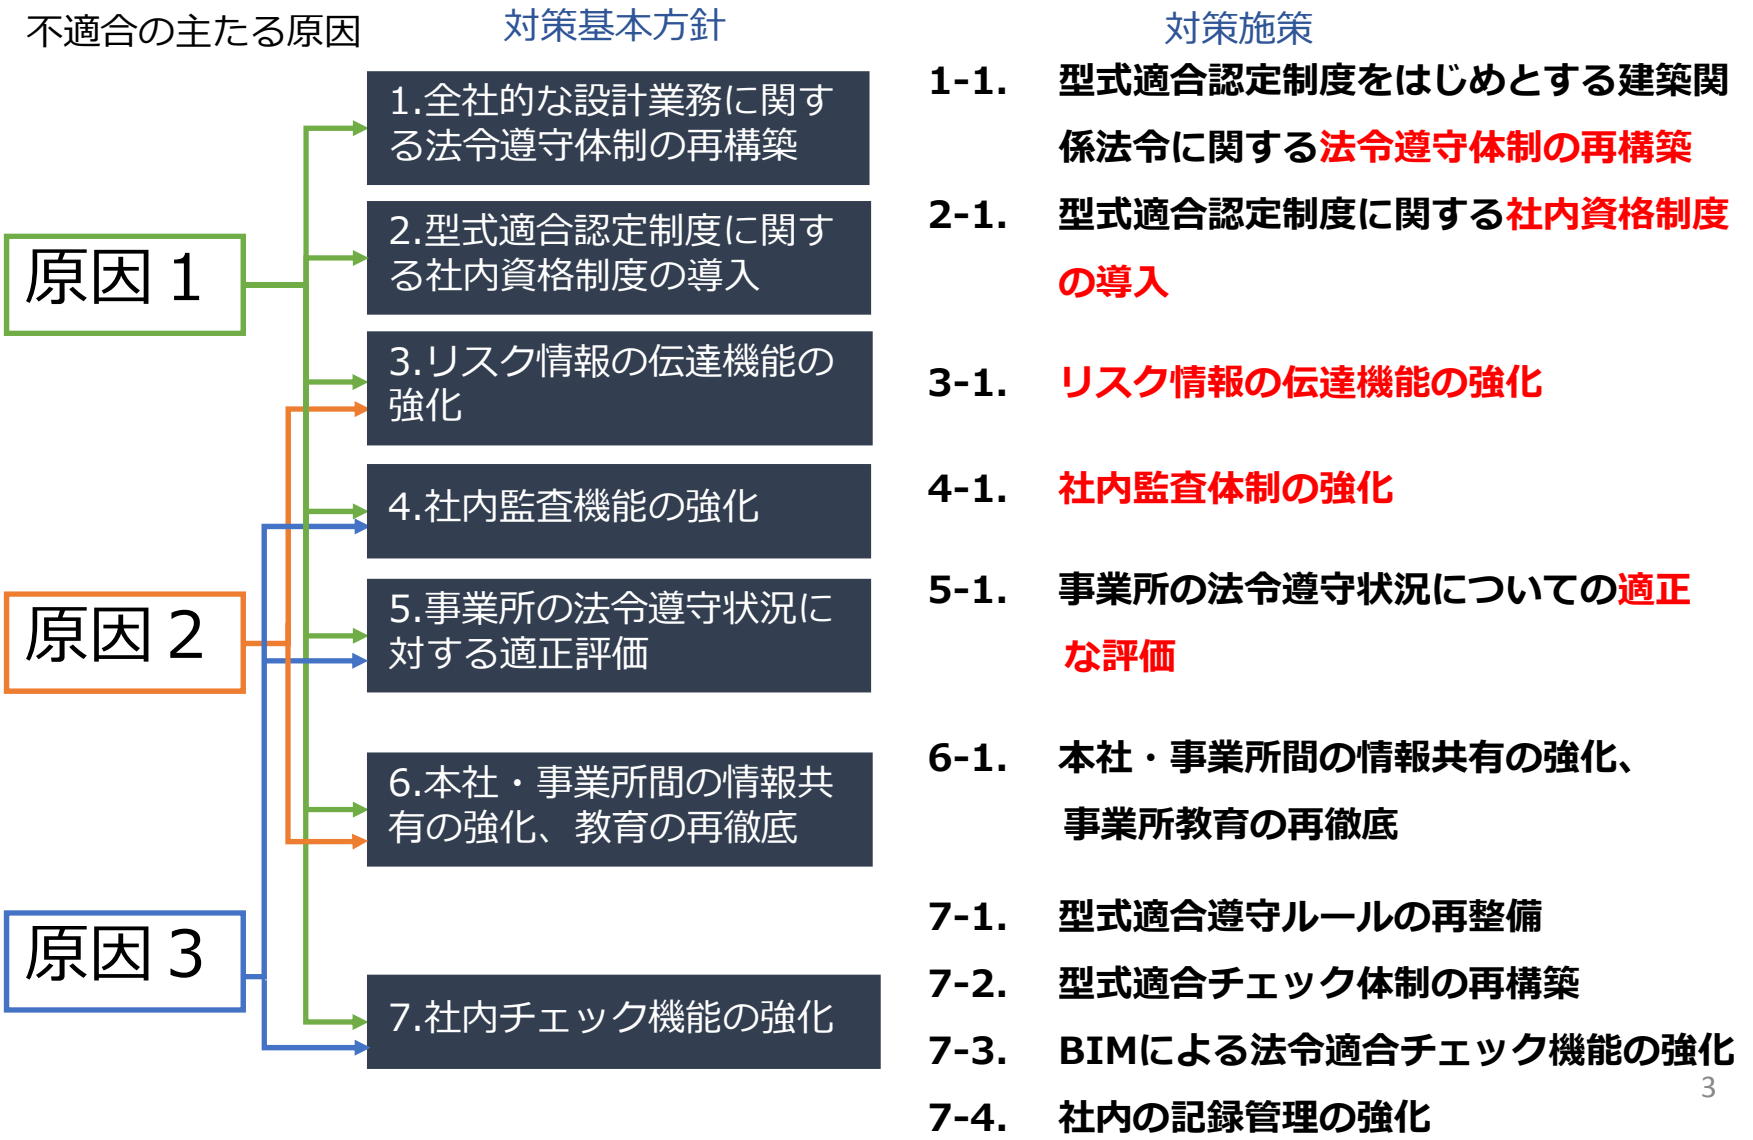 不適合の主たる原因
対策基本方針
対策施策
原因1
原因2
原因3
1.全社的な設計業務に関す
る法令遵守体制の再構築
2.型式適合認定制度に関す
る社内資格制度の導入
3.リスク情報の伝達機能の
強化
4.社内監査機能の強化
5.事業所の法令遵守状況に
対する適正評価
6.本社・事業所間の情報共
有の強化、教育の再徹底
7.社内チェック機能の強化
1-1. 型式適合認定制度をはじめとする建築関
係法令に関する法令遵守体制の再構築
2-1. 型式適合認定制度に関する社内資格制度
の導入
3-1. リスク情報の伝達機能の強化
4-1. 社内監査体制の強化
5-1. 事業所の法令遵守状況についての適正
な評価
6-1. 本社・事業所間の情報共有の強化、
事業所教育の再徹底
7-1. 型式適合遵守ルールの再整備
7-2. 型式適合チェック体制の再構築
7-3. BIMによる法令適合チェック機能の強化
7-4. 社内の記録管理の強化
3